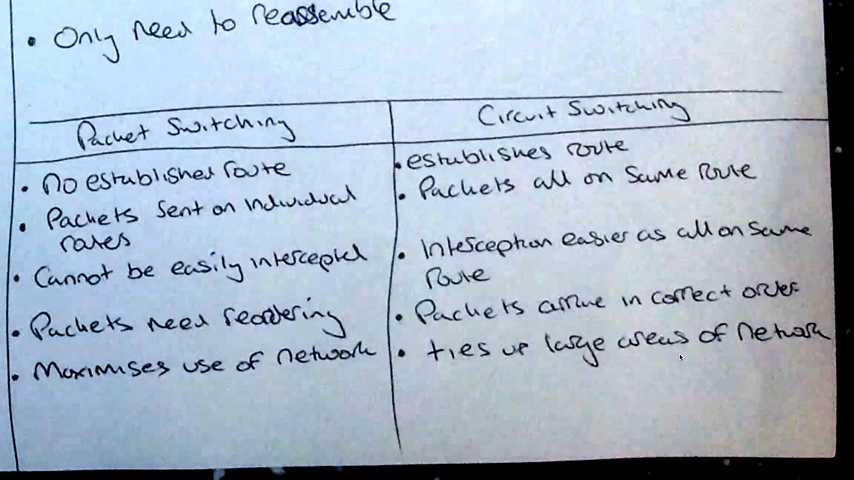 • Only need to reassemble
Packet Switching
• no established route
• Packets sent on individual
rates
• Cannot be easily intercepted
• Packets need reordering
• Maximises use of network
Circuit Switching
• establishes route
• Packets all on same route
• Interception easier as all on same
route
• Packets arrive in correct order
• ties up large areas of network